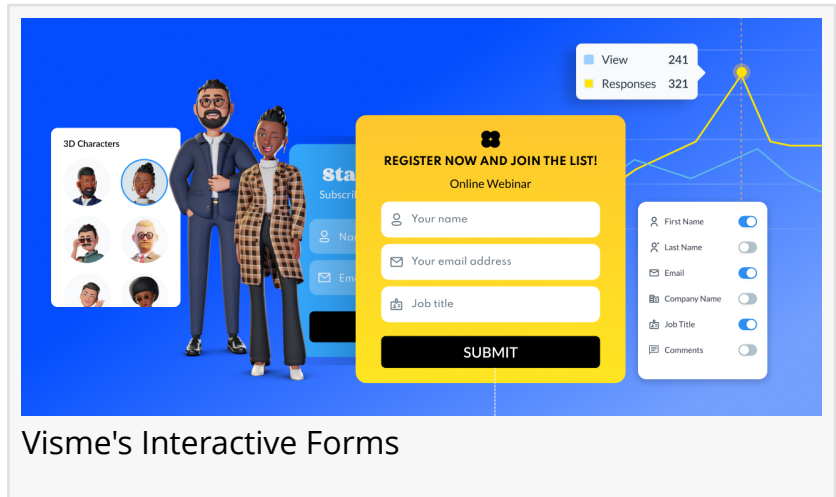 View 241
Responses 321
3D Characters
REGISTER NOW AND JOIN THE LIST!
Online Webinar
Your name
Your email address
Job title
SUBMIT
First Name
Last Name
Email
Company Name
Job Title
Comments
Visme's Interactive Forms